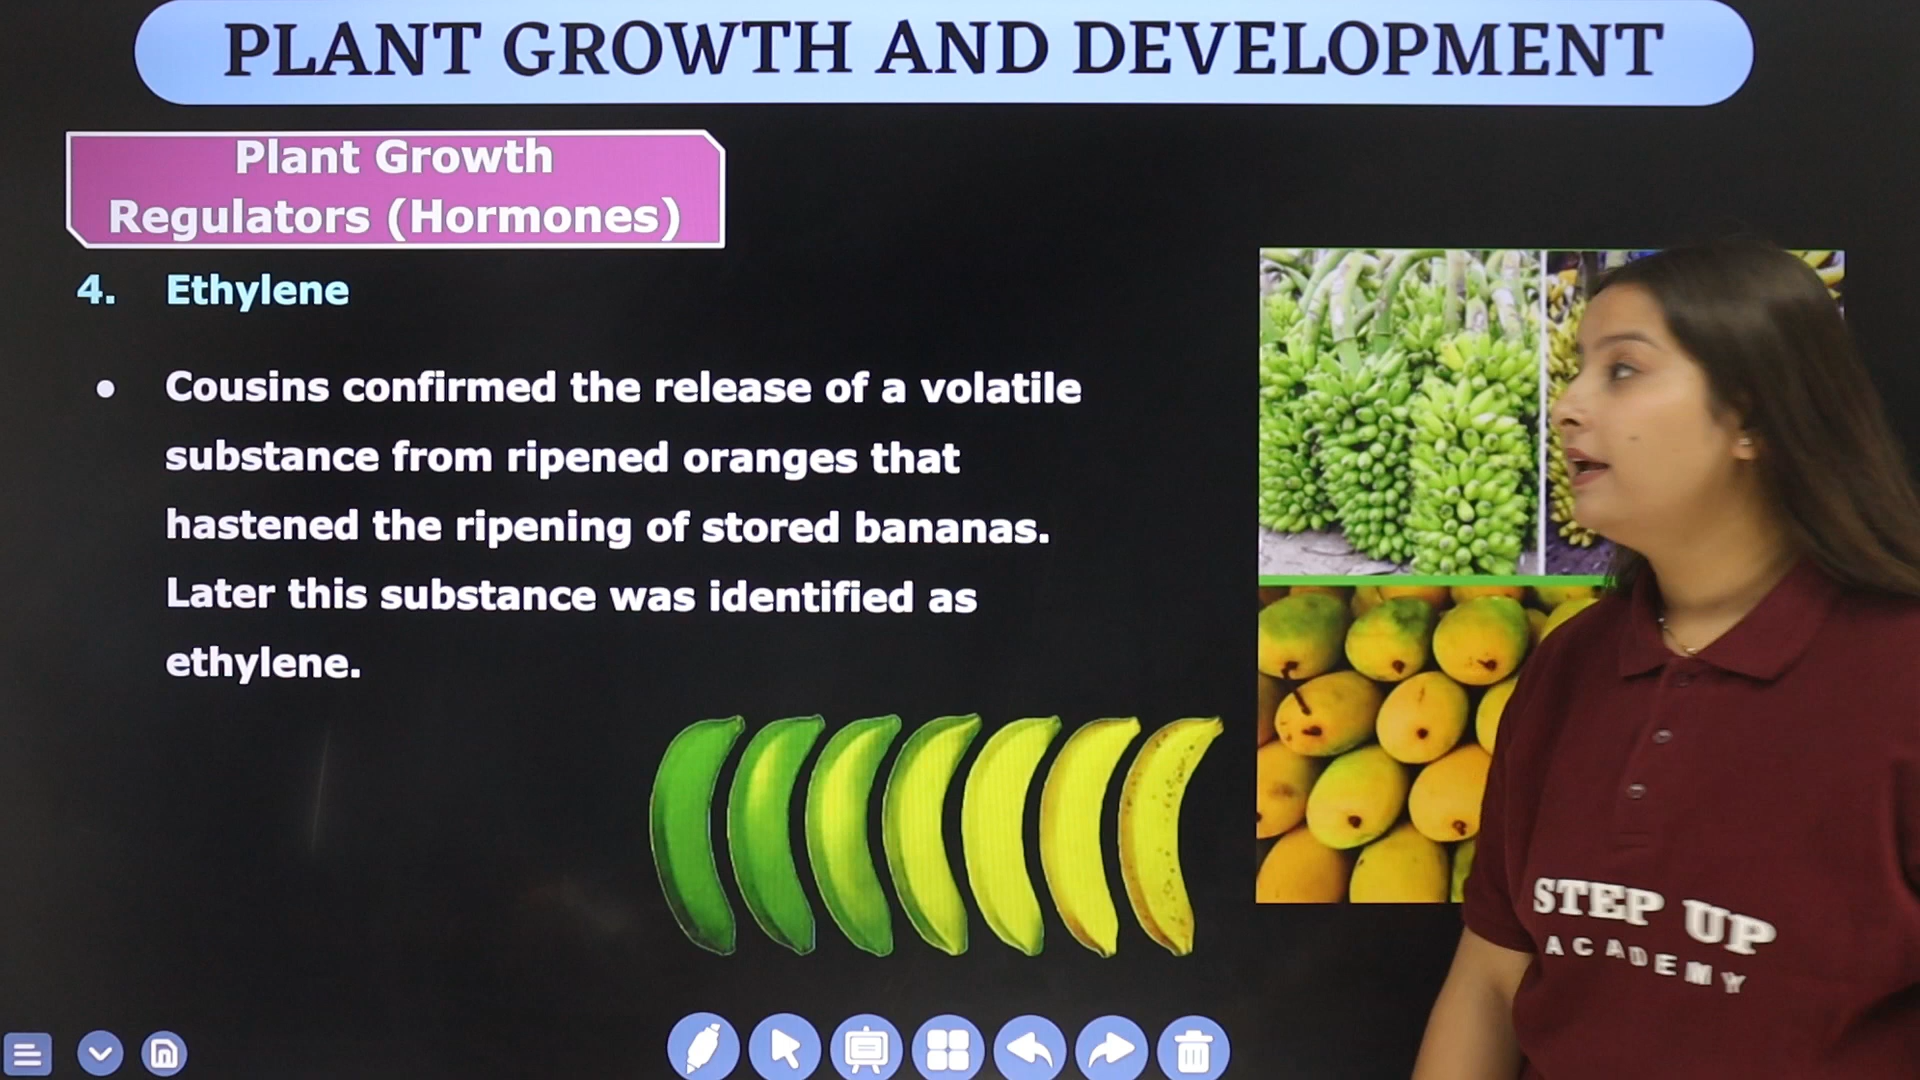 PLANT GROWTH AND DEVELOPMENT
Plant Growth
Regulators (Hormones)
4. Ethylene
• Cousins confirmed the release of a volatile
substance from ripened oranges that
hastened the ripening of stored bananas.
Later this substance was identified as
ethylene.
STEP UP
ACADEMY